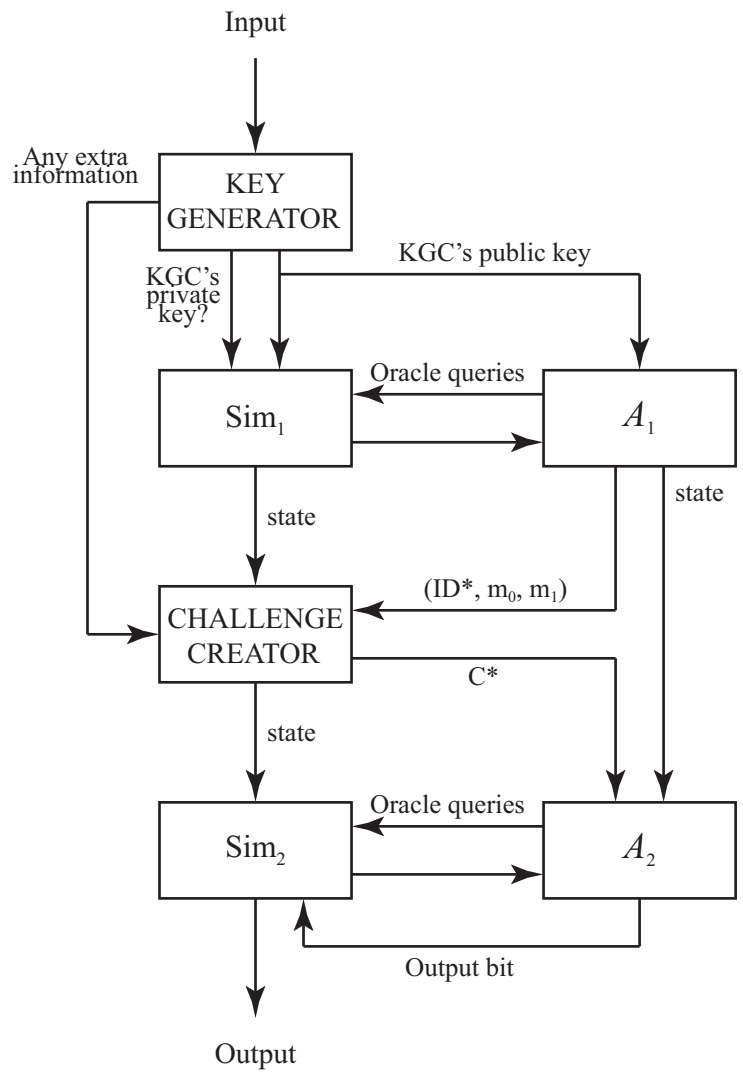 Input
Any extra
information
KEY
GENERATOR
KGC's public key
KGC's
private
key?
Oracle queries
Sim₁
A₁
state
state
(ID*, m₀, m₁)
CHALLENGE
CREATOR
C*
state
Oracle queries
Sim₂
A₂
Output bit
Output